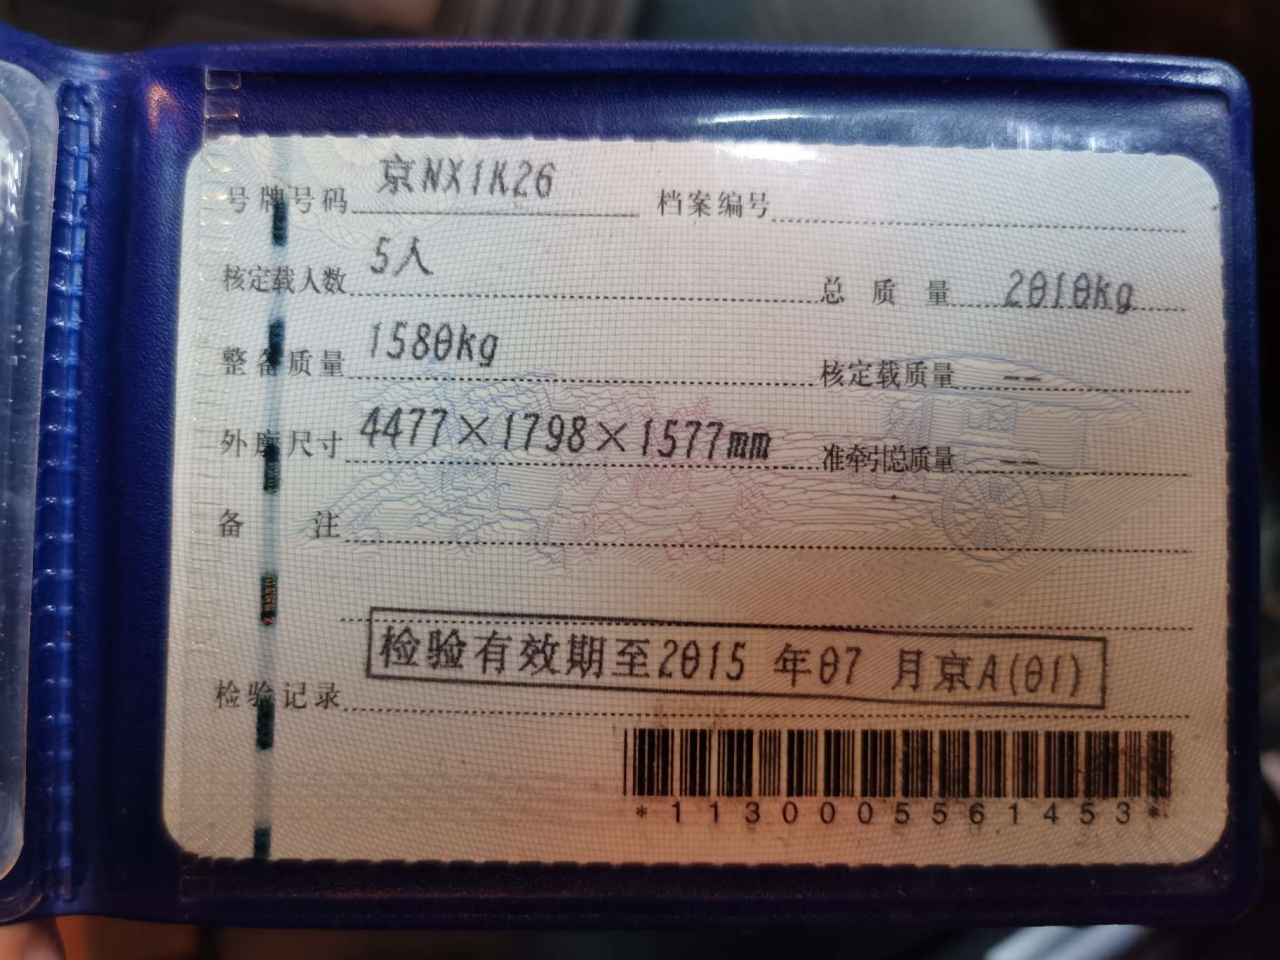 号牌号码 京NX1K26 档案编号
核定载人数 5人 总质量 2010kg
整备质量 1580kg 核定载质量 --
外廓尺寸 4477×1798×1577mm 准牵引总质量 --
备注
检验有效期至2015 年07 月京A(01)
检验记录
*1130005561453*